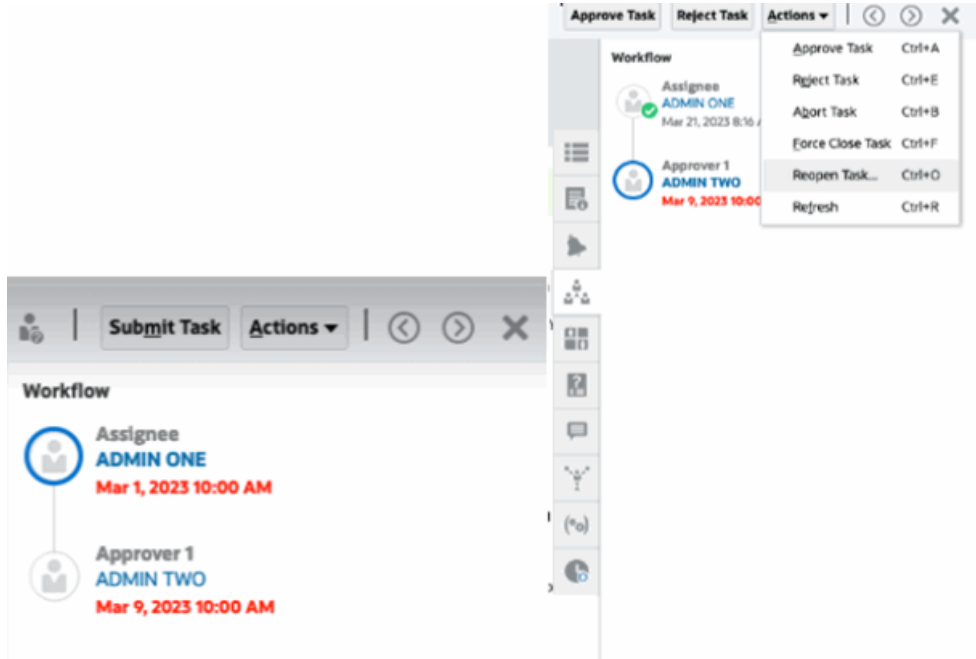 Approve Task Reject Task Actions
Approve Task Ctrl+A
Reject Task Ctrl+E
Abort Task Ctrl+B
Force Close Task Ctrl+F
Reopen Task... Ctrl+O
Refresh Ctrl+R
Workflow
Assignee
ADMIN ONE
Mar 21, 2023 8:16
Approver 1
ADMIN TWO
Mar 9, 2023 10:00
Submit Task Actions
Workflow
Assignee
ADMIN ONE
Mar 1, 2023 10:00 AM
Approver 1
ADMIN TWO
Mar 9, 2023 10:00 AM